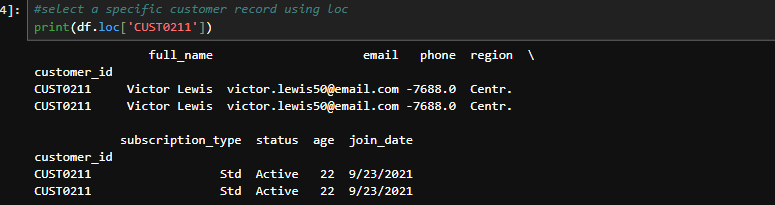 4]: #select a specific customer record using loc
print(df.loc['CUST0211'])
full_name email phone region \
customer_id
CUST0211 Victor Lewis victor.lewis50@email.com -7688.0 Centr.
CUST0211 Victor Lewis victor.lewis50@email.com -7688.0 Centr.
subscription_type status age join_date
customer_id
CUST0211 Std Active 22 9/23/2021
CUST0211 Std Active 22 9/23/2021